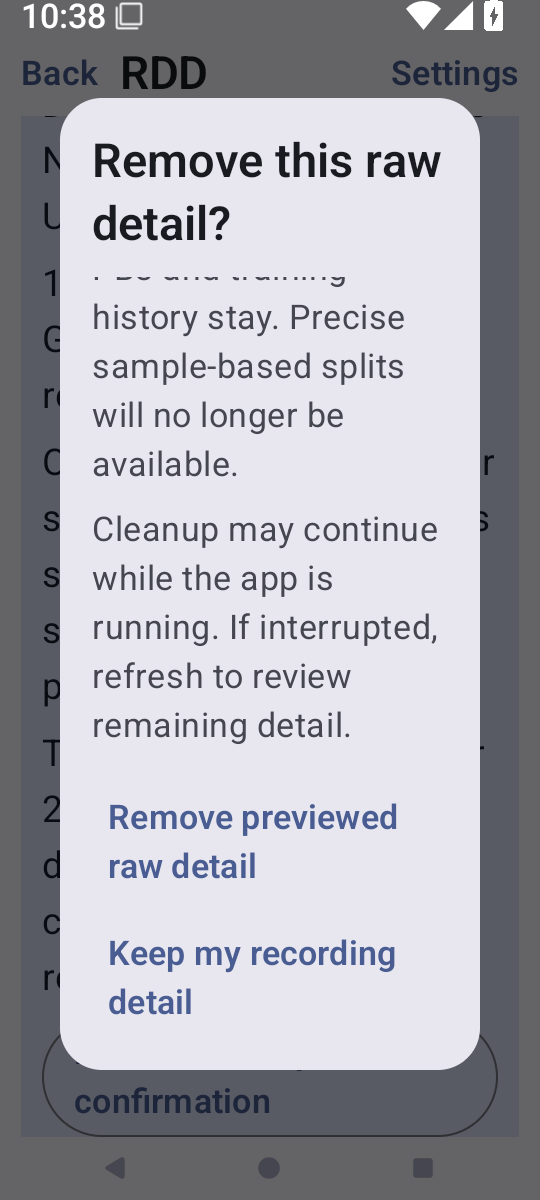 10:38
Back RDD Settings
Remove this raw
detail?
history stay. Precise
sample-based splits
will no longer be
available.
Cleanup may continue
while the app is
running. If interrupted,
refresh to review
remaining detail.
Remove previewed
raw detail
Keep my recording
detail
confirmation